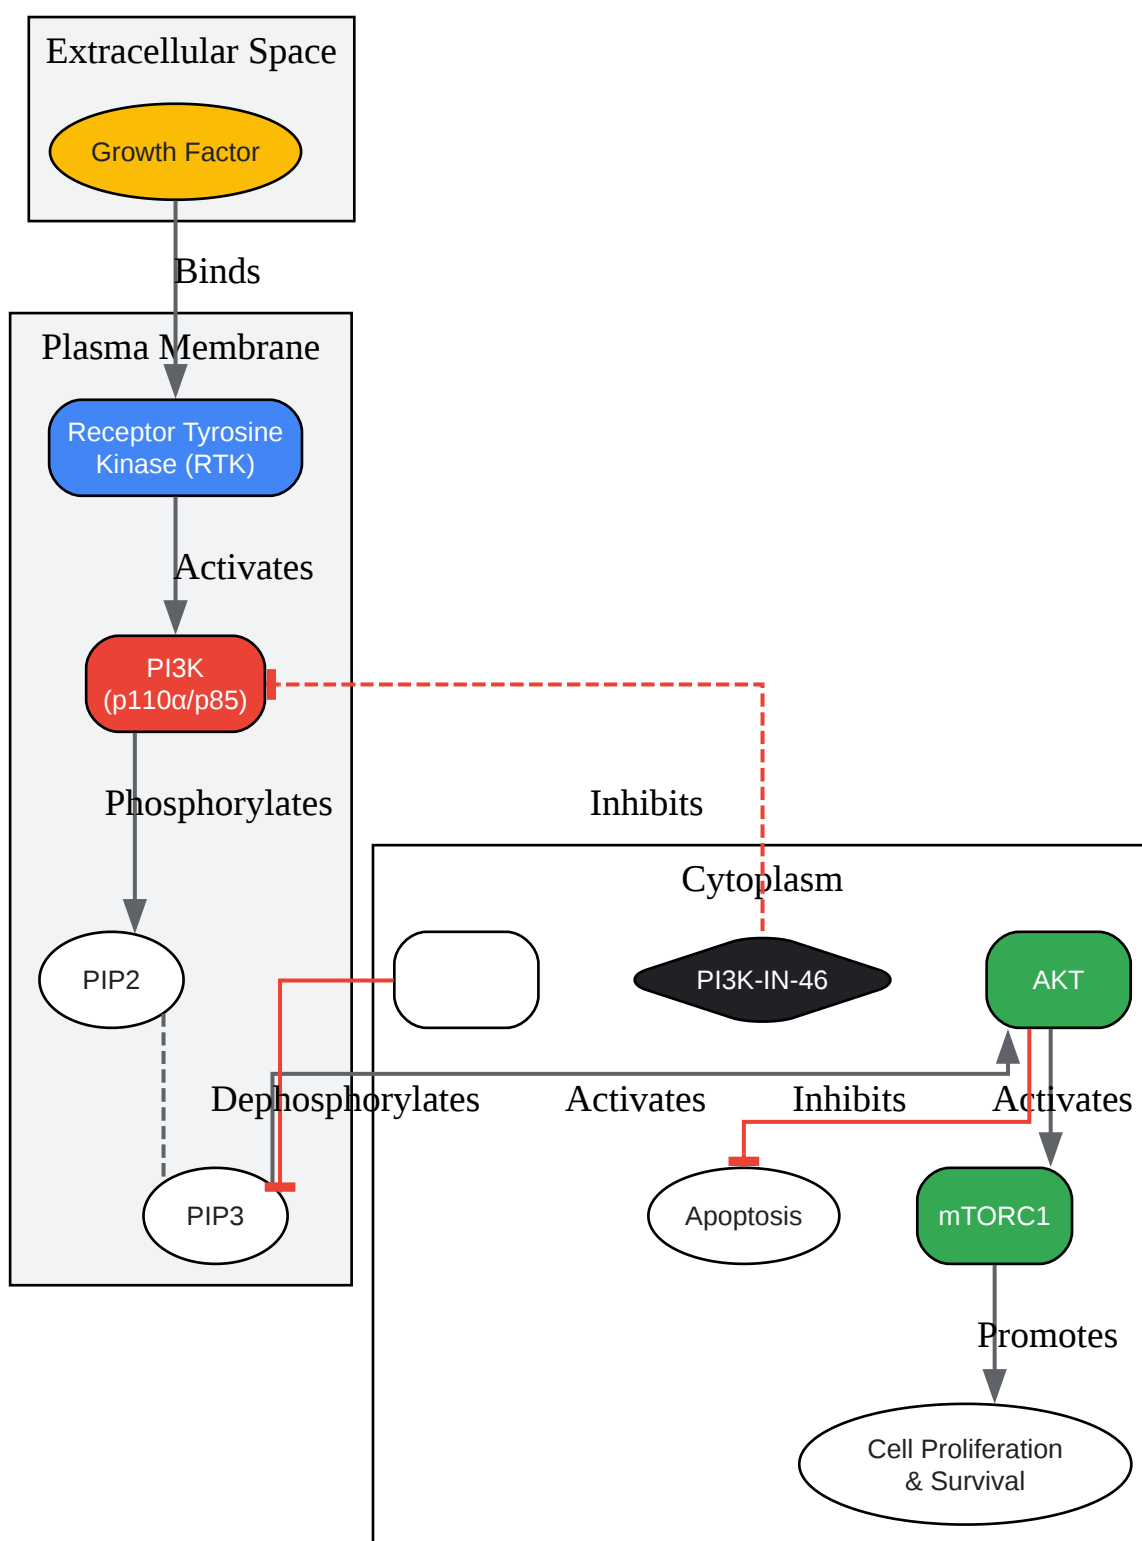 Extracellular Space
Growth Factor
Binds
Plasma Membrane
Receptor Tyrosine
Kinase (RTK)
Activates
PI3K
(p110α/p85)
Phosphorylates
Inhibits
Cytoplasm
PIP2
PI3K-IN-46
AKT
Dephosphorylates
Activates
Inhibits
Activates
PIP3
Apoptosis
mTORC1
Promotes
Cell Proliferation
& Survival